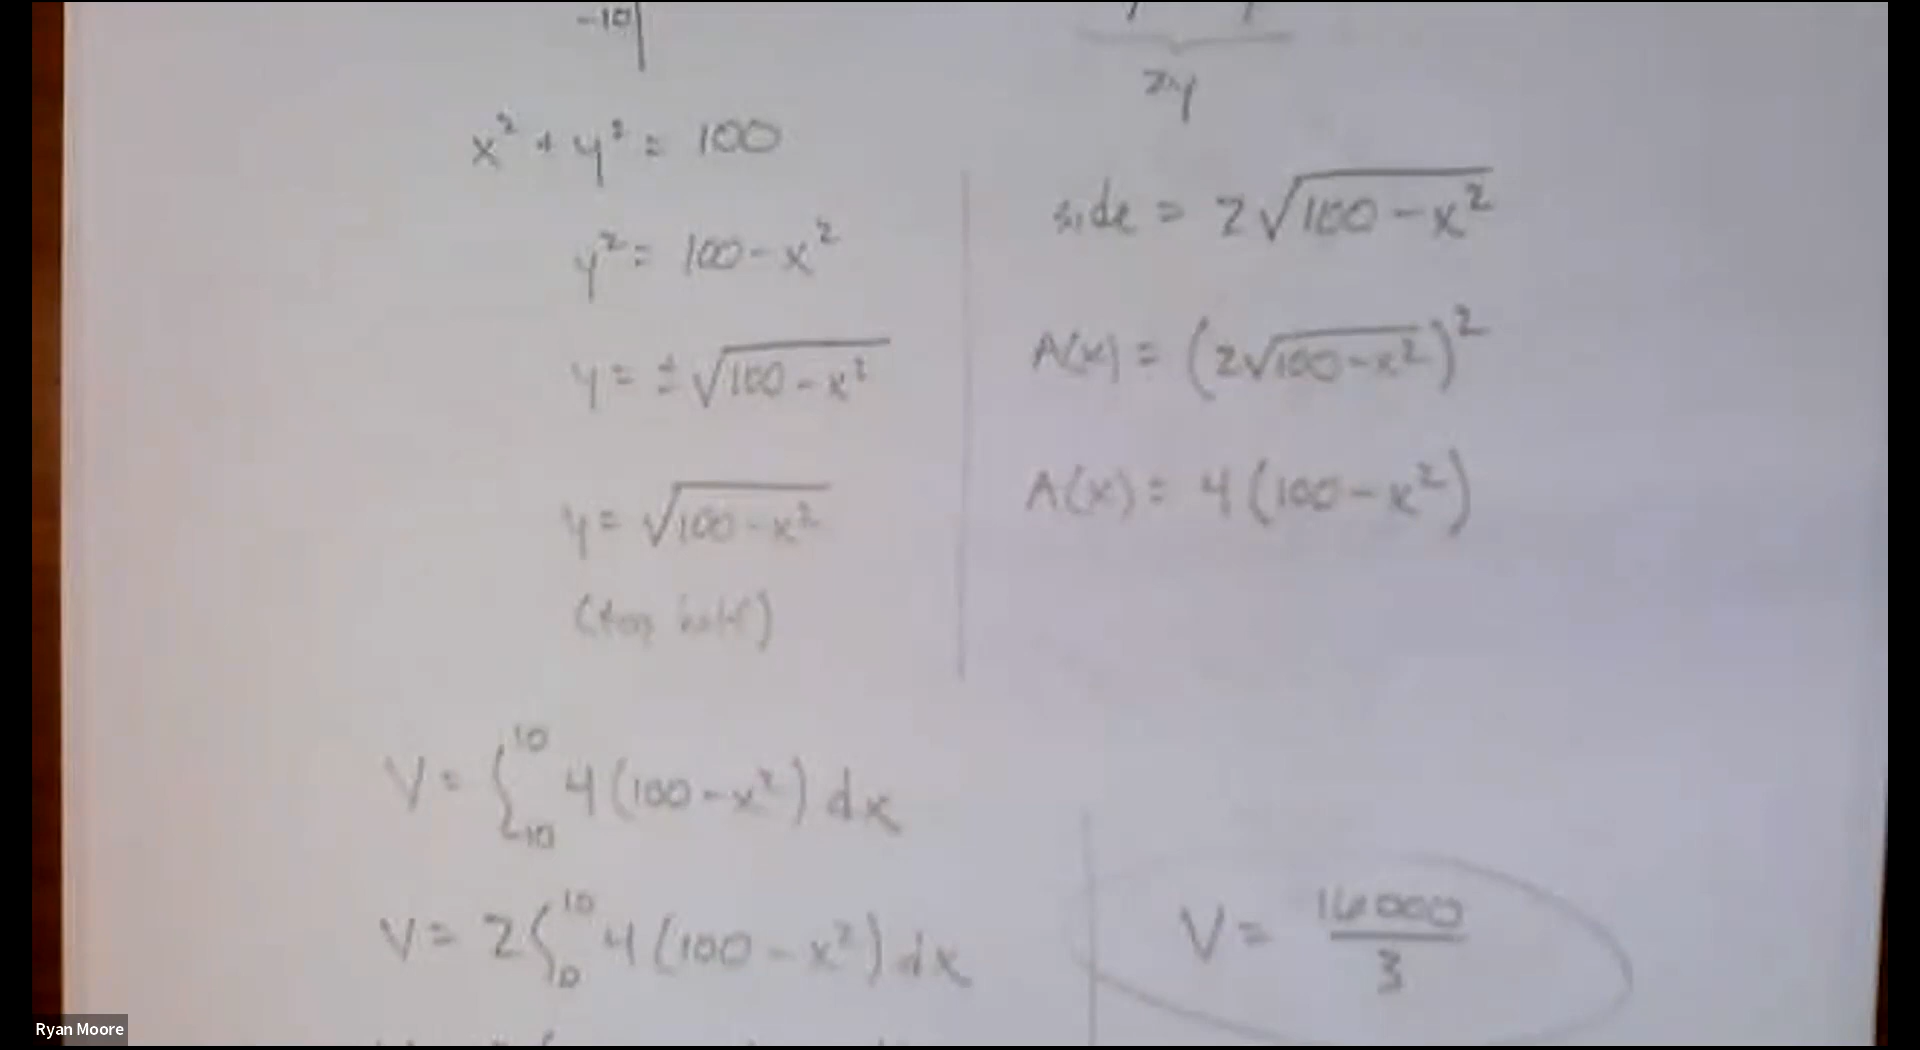 -10
2y
x² + y² = 100
y² = 100 - x²
y = ± √(100 - x²)
y = √(100 - x²)
(top half)
side = 2√(100 - x²)
A(x) = (2√(100 - x²))²
A(x) = 4(100 - x²)
V = ∫₋₁₀¹⁰ 4(100 - x²) dx
V = 2∫₀¹⁰ 4(100 - x²) dx
V = 16000/3
Ryan Moore